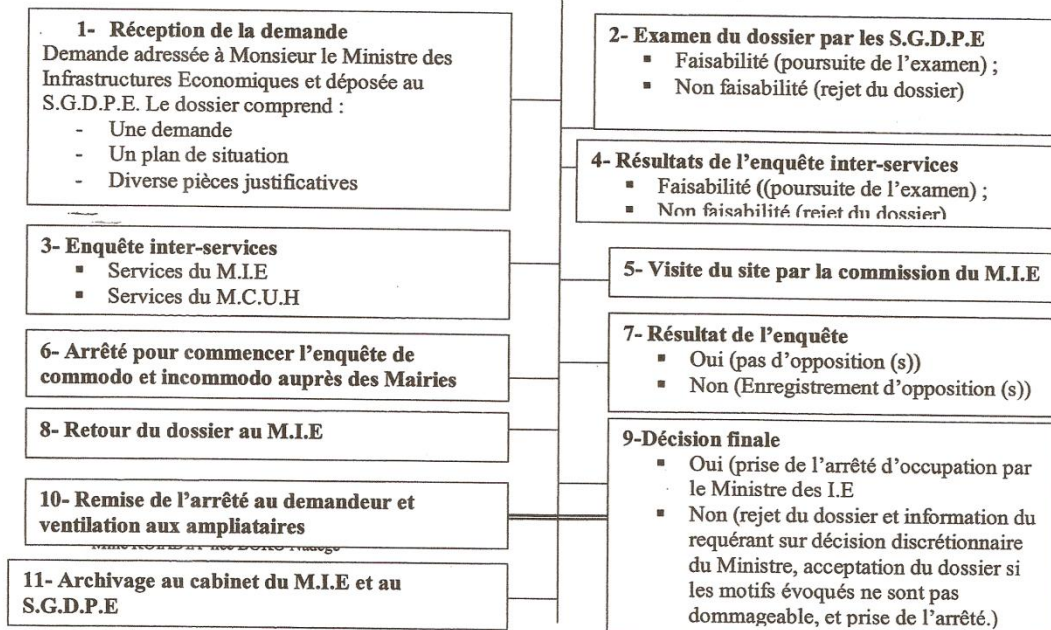 1- Réception de la demande
Demande adressée à Monsieur le Ministre des
Infrastructures Economiques et déposée au
S.G.D.P.E. Le dossier comprend :
- Une demande
- Un plan de situation
- Diverse pièces justificatives
2- Examen du dossier par les S.G.D.P.E
▪ Faisabilité (poursuite de l'examen) ;
▪ Non faisabilité (rejet du dossier)
3- Enquête inter-services
▪ Services du M.I.E
▪ Services du M.C.U.H
4- Résultats de l'enquête inter-services
▪ Faisabilité ((poursuite de l'examen) ;
▪ Non faisabilité (rejet du dossier)
5- Visite du site par la commission du M.I.E
6- Arrêté pour commencer l'enquête de
commodo et incommodo auprès des Mairies
7- Résultat de l'enquête
▪ Oui (pas d'opposition (s))
▪ Non (Enregistrement d'opposition (s))
8- Retour du dossier au M.I.E
9-Décision finale
▪ Oui (prise de l'arrêté d'occupation par
le Ministre des I.E
▪ Non (rejet du dossier et information du
requérant sur décision discrétionnaire
du Ministre, acceptation du dossier si
les motifs évoqués ne sont pas
dommageable, et prise de l'arrêté.)
10- Remise de l'arrêté au demandeur et
ventilation aux ampliataires
11- Archivage au cabinet du M.I.E et au
S.G.D.P.E